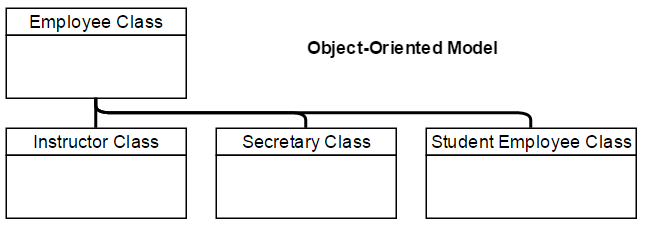 Employee Class
Object-Oriented Model
Instructor Class
Secretary Class
Student Employee Class